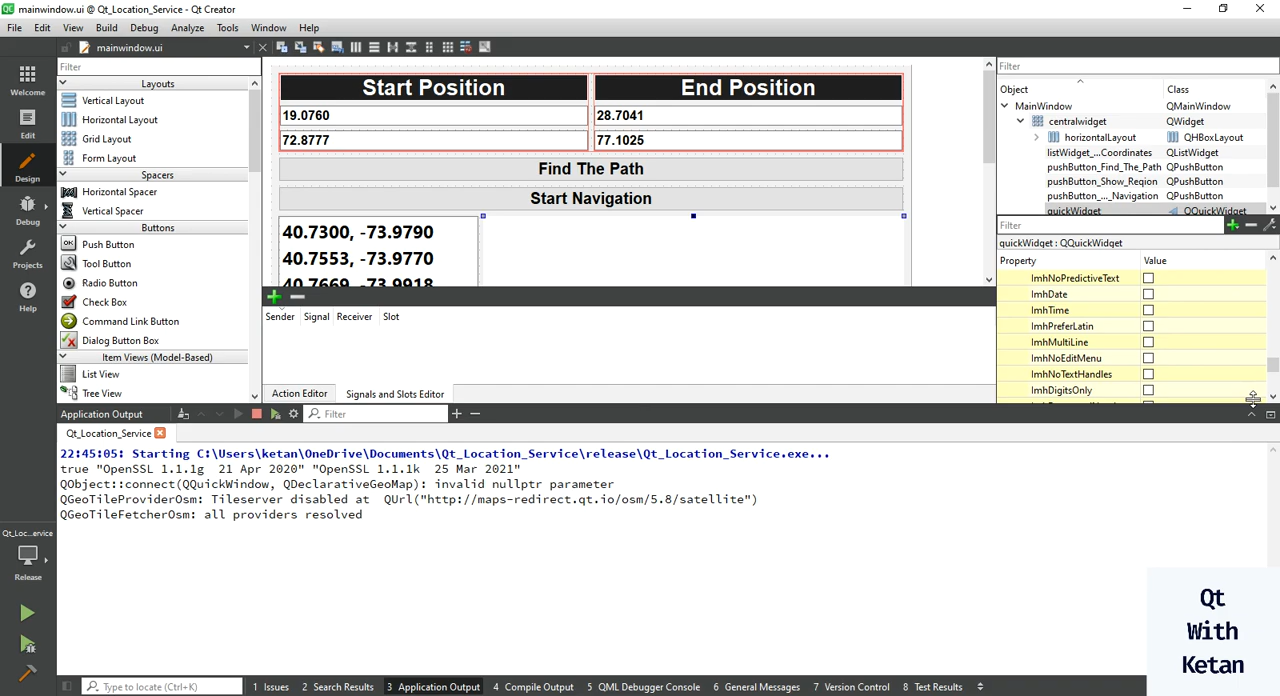 mainwindow.ui @ Qt_Location_Service - Qt Creator
File Edit View Build Debug Analyze Tools Window Help
mainwindow.ui
Welcome
Edit
Design
Debug
Projects
Help
Qt_Loc...ervice
Release
Filter
Layouts
Vertical Layout
Horizontal Layout
Grid Layout
Form Layout
Spacers
Horizontal Spacer
Vertical Spacer
Buttons
Push Button
Tool Button
Radio Button
Check Box
Command Link Button
Dialog Button Box
Item Views (Model-Based)
List View
Tree View
Start Position End Position
19.0760 28.7041
72.8777 77.1025
Find The Path
Start Navigation
40.7300, -73.9790
40.7553, -73.9770
40.7669, -73.9918
Sender Signal Receiver Slot
Action Editor Signals and Slots Editor
Filter
Object Class
MainWindow QMainWindow
centralwidget QWidget
horizontalLayout QHBoxLayout
listWidget_...Coordinates QListWidget
pushButton_Find_The_Path QPushButton
pushButton_Show_Region QPushButton
pushButton_..._Navigation QPushButton
quickWidget QQuickWidget
Filter
quickWidget : QQuickWidget
Property Value
ImhNoPredictiveText
ImhDate
ImhTime
ImhPreferLatin
ImhMultiLine
ImhNoEditMenu
ImhNoTextHandles
ImhDigitsOnly
Application Output
Filter
Qt_Location_Service
22:45:05: Starting C:\Users\ketan\OneDrive\Documents\Qt_Location_Service\release\Qt_Location_Service.exe...
true "OpenSSL 1.1.1g  21 Apr 2020" "OpenSSL 1.1.1k  25 Mar 2021"
QObject::connect(QQuickWindow, QDeclarativeGeoMap): invalid nullptr parameter
QGeoTileProviderOsm: Tileserver disabled at  QUrl("http://maps-redirect.qt.io/osm/5.8/satellite")
QGeoTileFetcherOsm: all providers resolved
Qt
With
Ketan
Type to locate (Ctrl+K) 1 Issues 2 Search Results 3 Application Output 4 Compile Output 5 QML Debugger Console 6 General Messages 7 Version Control 8 Test Results